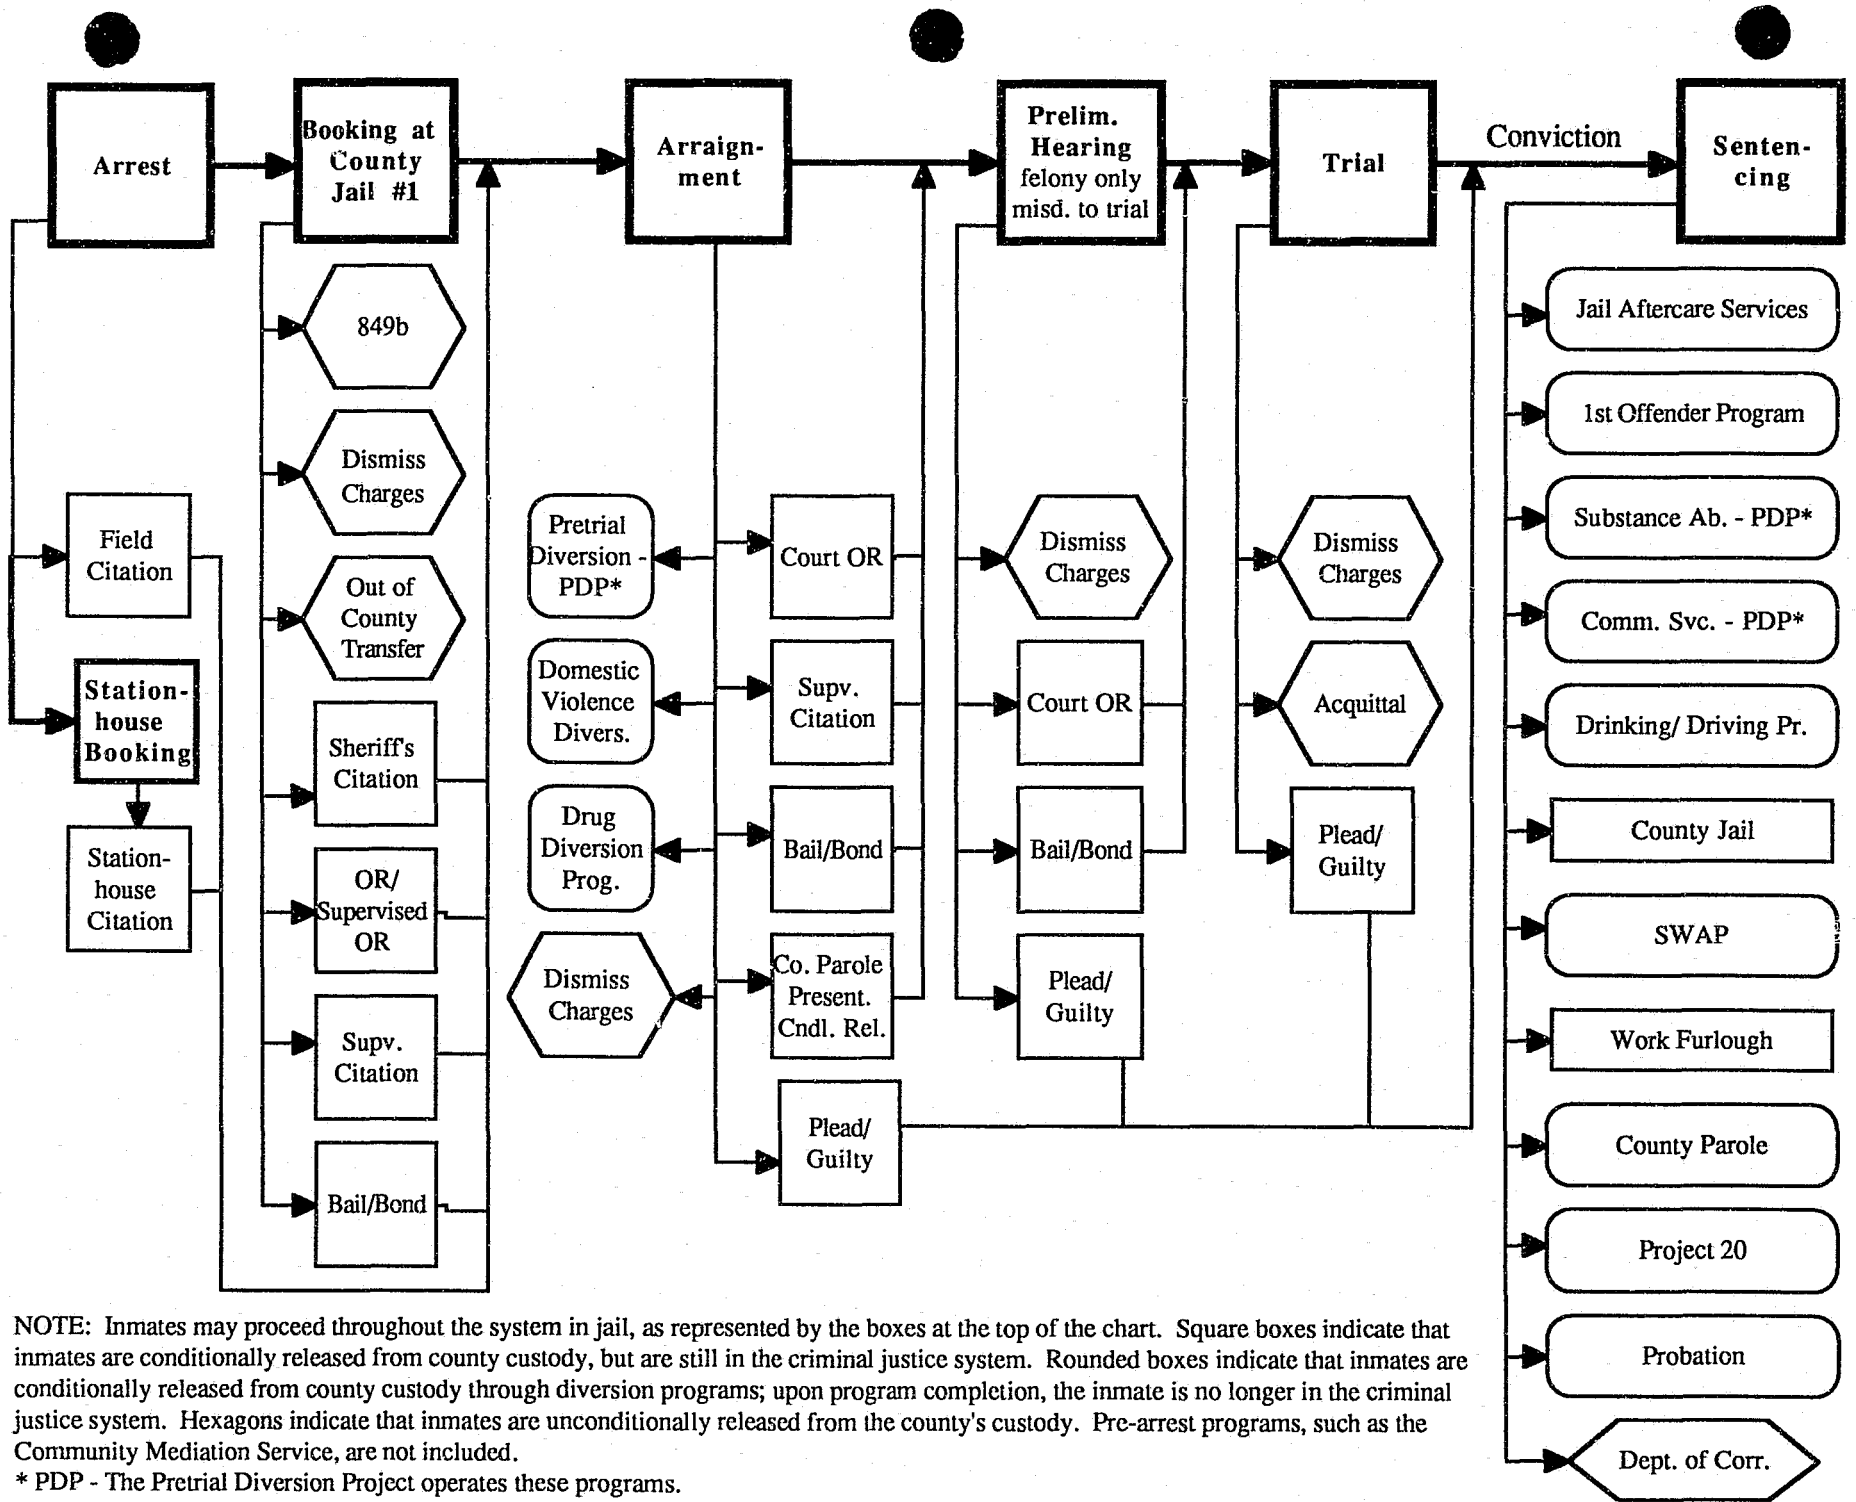 Arrest
Booking at
County
Jail #1
Arraign-
ment
Prelim.
Hearing
felony only
misd. to trial
Trial
Conviction
Senten-
cing
Field
Citation
Station-
house
Booking
Station-
house
Citation
849b
Dismiss
Charges
Out of
County
Transfer
Sheriff's
Citation
OR/
Supervised
OR
Supv.
Citation
Bail/Bond
Pretrial
Diversion -
PDP*
Domestic
Violence
Divers.
Drug
Diversion
Prog.
Dismiss
Charges
Court OR
Supv.
Citation
Bail/Bond
Co. Parole
Present.
Cndl. Rel.
Plead/
Guilty
Dismiss
Charges
Court OR
Bail/Bond
Plead/
Guilty
Dismiss
Charges
Acquittal
Plead/
Guilty
Jail Aftercare Services
1st Offender Program
Substance Ab. - PDP*
Comm. Svc. - PDP*
Drinking/ Driving Pr.
County Jail
SWAP
Work Furlough
County Parole
Project 20
Probation
Dept. of Corr.
NOTE: Inmates may proceed throughout the system in jail, as represented by the boxes at the top of the chart. Square boxes indicate that
inmates are conditionally released from county custody, but are still in the criminal justice system. Rounded boxes indicate that inmates are
conditionally released from county custody through diversion programs; upon program completion, the inmate is no longer in the criminal
justice system. Hexagons indicate that inmates are unconditionally released from the county's custody. Pre-arrest programs, such as the
Community Mediation Service, are not included.
* PDP - The Pretrial Diversion Project operates these programs.